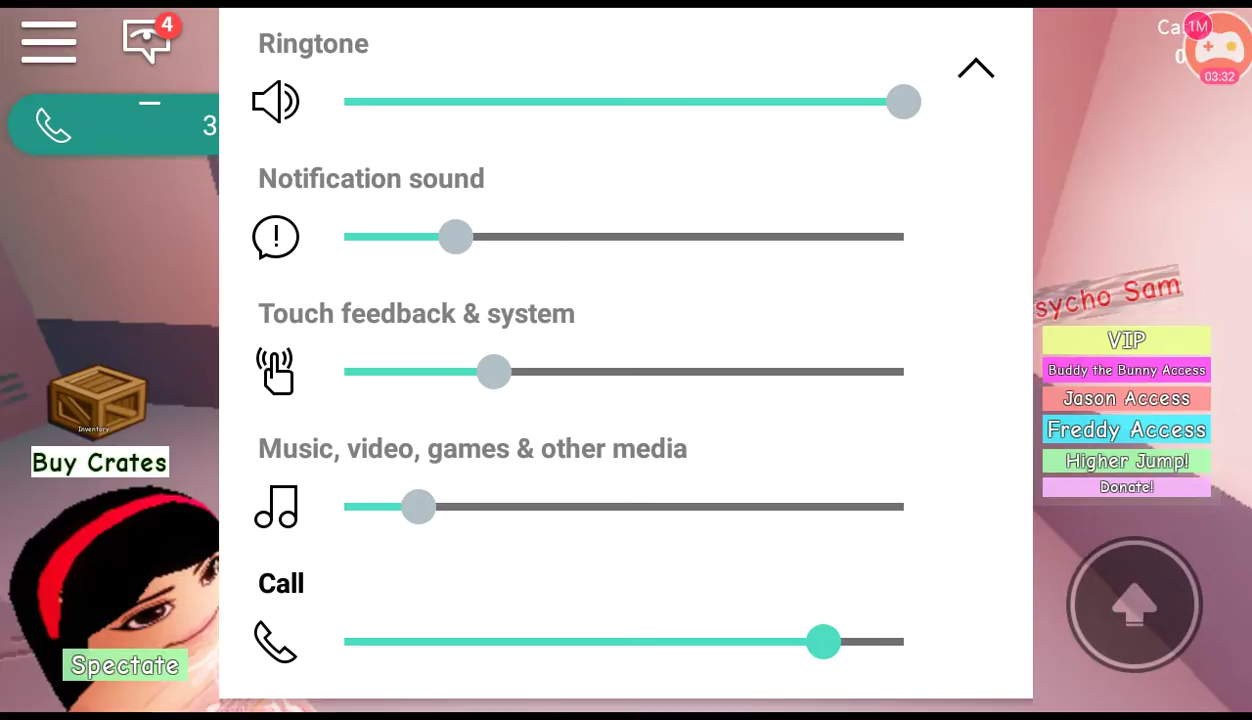 4
Ringtone
1M
03:32
3
Notification sound
Touch feedback & system
sycho Sam
VIP
Buddy the Bunny Access
Jason Access
Freddy Access
Higher Jump!
Donate!
Inventory
Buy Crates
Music, video, games & other media
Call
Spectate